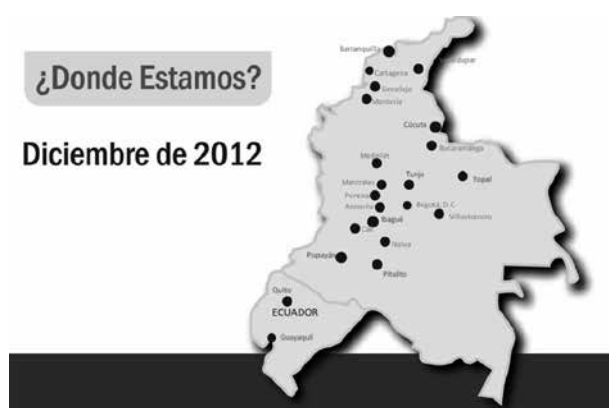 ¿Donde Estamos?
Diciembre de 2012
Barranquilla
Cartagena
Sincelejo
Montería
Cúcuta
Bucaramanga
Medellín
Tunja
Yopal
Manizales
Pereira
Armenia
Bogotá, D.C.
Villavicencio
Ibagué
Cali
Neiva
Popayán
Pitalito
Quito
ECUADOR
Guayaquil